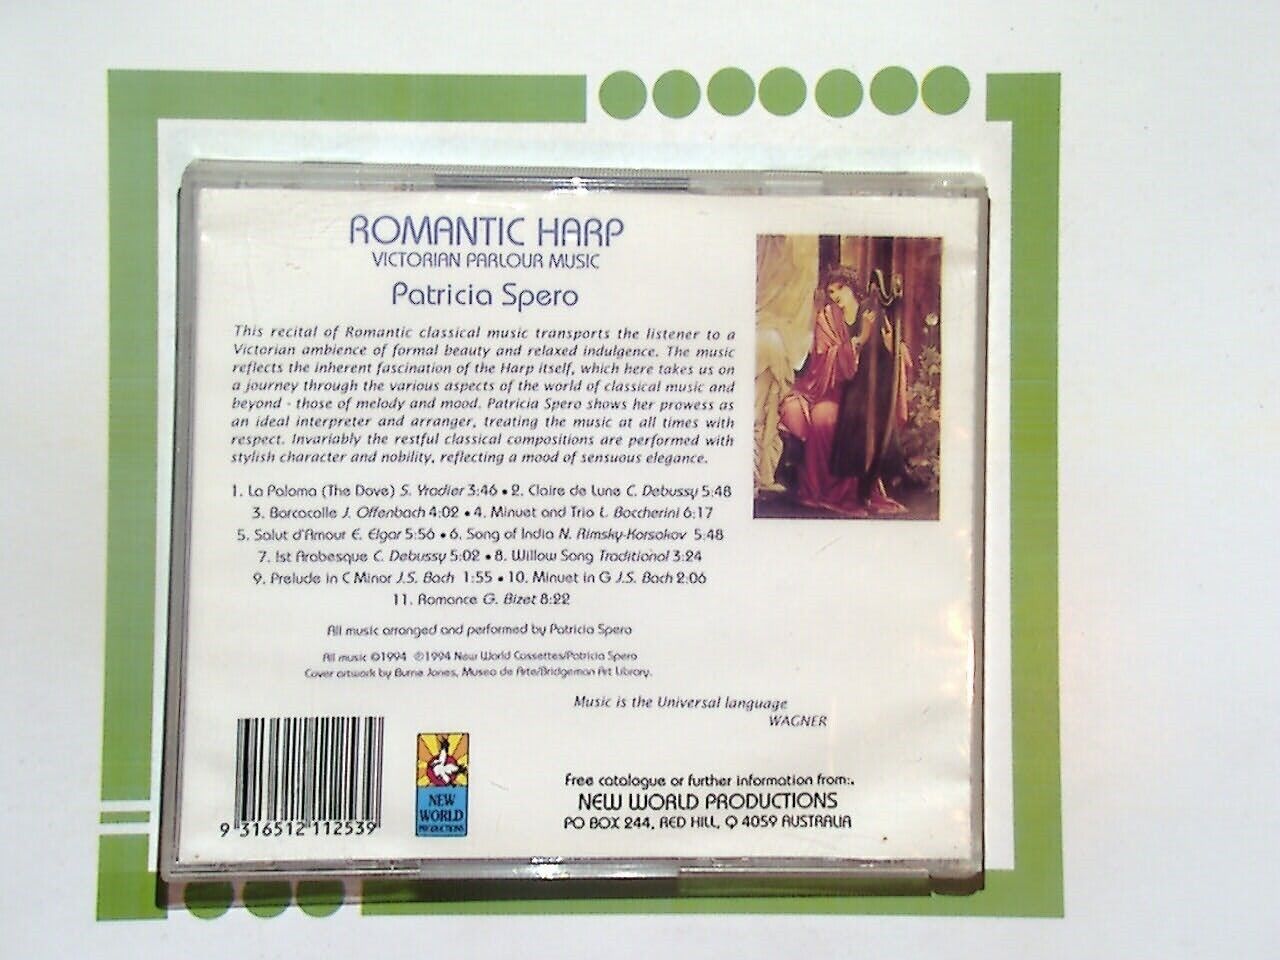 ROMANTIC HARP
VICTORIAN PARLOUR MUSIC
Patricia Spero
This recital of Romantic classical music transports the listener to a
Victorian ambience of formal beauty and relaxed indulgence. The music
reflects the inherent fascination of the Harp itself, which here takes us on
a journey through the various aspects of the world of classical music and
beyond - those of melody and mood. Patricia Spero shows her prowess as
an ideal interpreter and arranger, treating the music at all times with
respect. Invariably the restful classical compositions are performed with
stylish character and nobility, reflecting a mood of sensuous elegance.
1. La Paloma (The Dove) S. Yradier 3:46 • 2. Claire de Lune C. Debussy 5:48
3. Barcacolle J. Offenbach 4:02 • 4. Minuet and Trio L. Boccherini 6:17
5. Salut d'Amour E. Elgar 5:56 • 6. Song of India N. Rimsky-Korsakov 5:48
7. 1st Arabesque C. Debussy 5:02 • 8. Willow Song Traditional 3:24
9. Prelude in C Minor J.S. Bach 1:55 • 10. Minuet in G J.S. Bach 2:06
11. Romance G. Bizet 8:22
All music arranged and performed by Patricia Spero
All music ©1994 ℗1994 New World Cassettes/Patricia Spero
Cover artwork by Burne Jones, Museo de Arte/Bridgeman Art Library.
Music is the Universal language
WAGNER
9 316512 112539
NEW
WORLD
PRODUCTIONS
Free catalogue or further information from:.
NEW WORLD PRODUCTIONS
PO BOX 244, RED HILL, Q 4059 AUSTRALIA